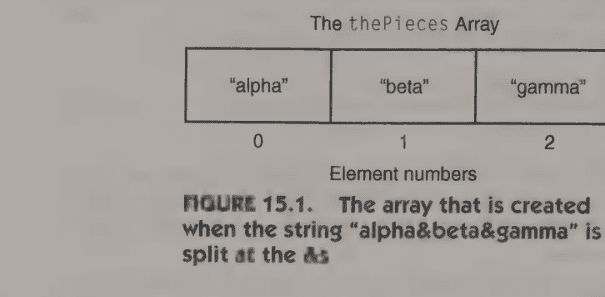 The thePieces Array
"alpha" "beta" "gamma"
0 1 2
Element numbers
FIGURE 15.1. The array that is created
when the string "alpha&beta&gamma" is
split at the &s